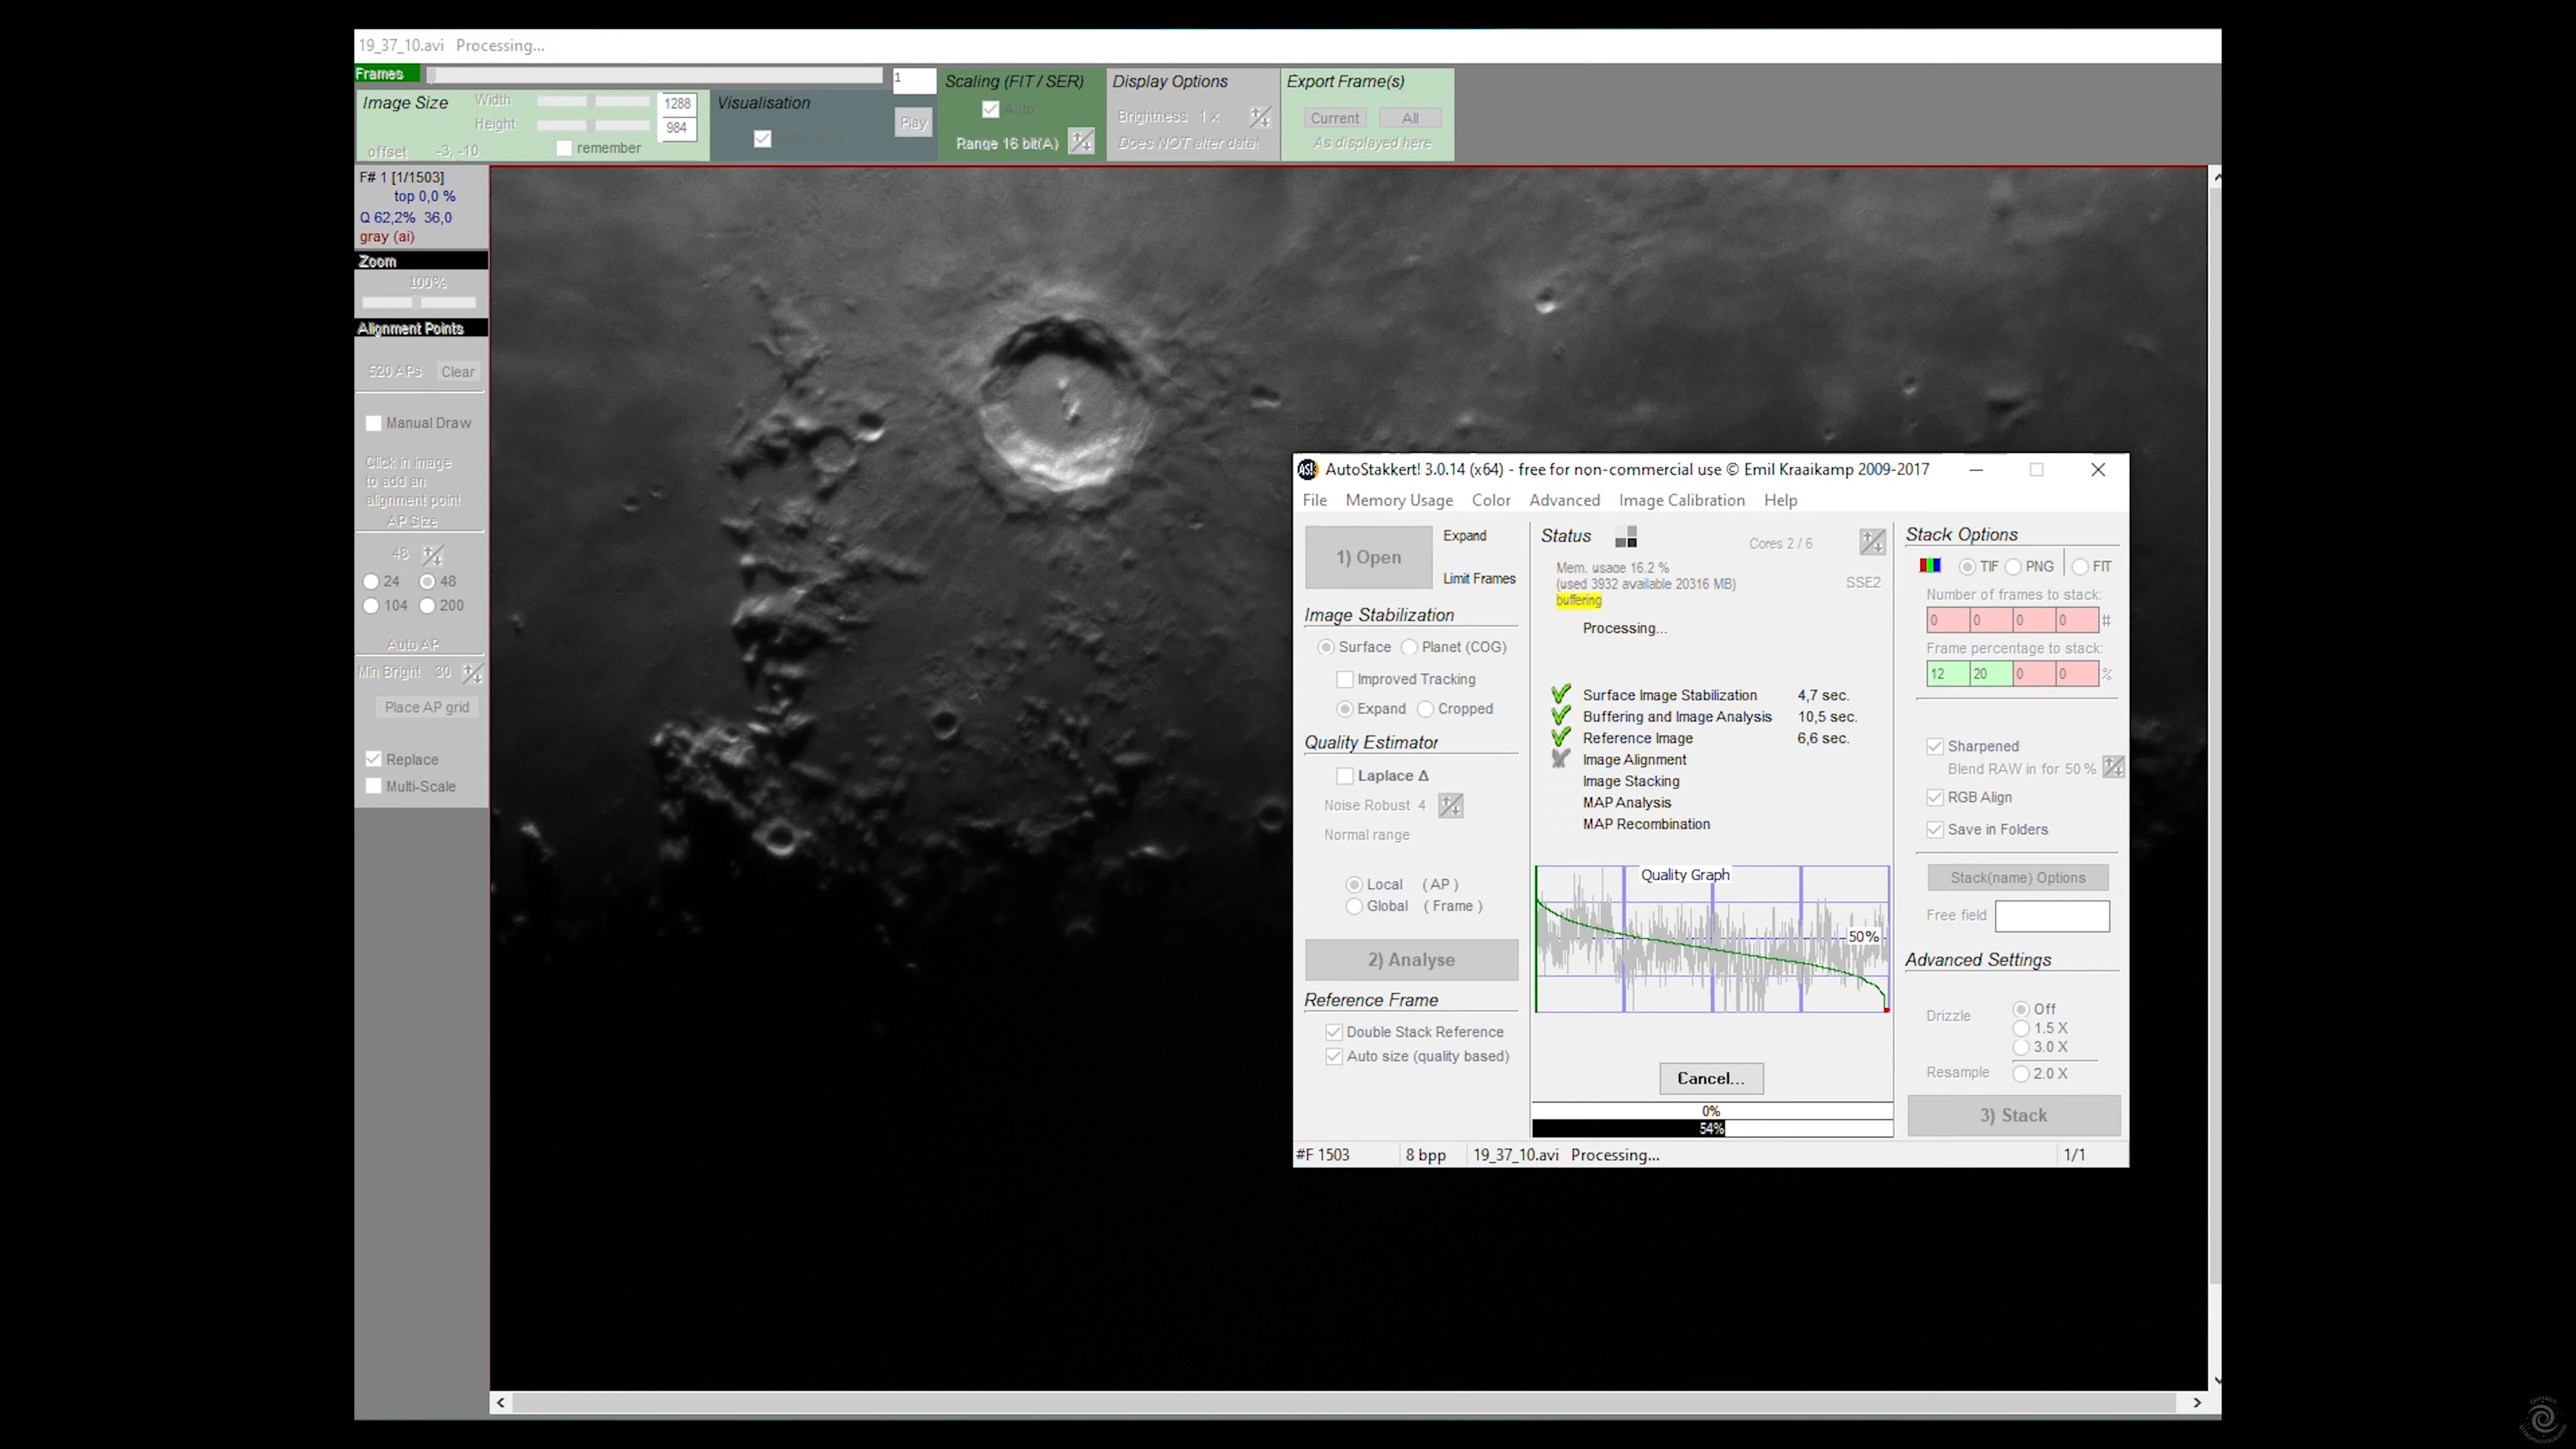 19_37_10.avi   Processing...
Frames
1
Image Size
Width
1288
Height
984
offset   -3, -10
remember
Visualisation
Play
Scaling (FIT / SER)
Auto
Range 16 bit(A)
Display Options
Brightness   1 x
Does NOT alter data!
Export Frame(s)
Current   All
As displayed here
F# 1 [1/1503]
top 0,0 %
Q 62,2%  36,0
gray (ai)
Zoom
100%
Alignment Points
520 APs   Clear
Manual Draw
Click in image
to add an
alignment point
AP Size
48
24   48
104   200
Auto AP
Min Bright   30
Place AP grid
Replace
Multi-Scale
AS!
AutoStakkert! 3.0.14 (x64) - free for non-commercial use © Emil Kraaikamp 2009-2017
File   Memory Usage   Color   Advanced   Image Calibration   Help
1) Open
Expand
Limit Frames
Image Stabilization
Surface   Planet (COG)
Improved Tracking
Expand   Cropped
Quality Estimator
Laplace Δ
Noise Robust  4
Normal range
Local   ( AP )
Global   ( Frame )
2) Analyse
Reference Frame
Double Stack Reference
Auto size (quality based)
Status
Cores 2 / 6
Mem. usage 16.2 %
(used 3932 available 20316 MB)
SSE2
buffering
Processing...
Surface Image Stabilization   4,7 sec.
Buffering and Image Analysis   10,5 sec.
Reference Image   6,6 sec.
Image Alignment
Image Stacking
MAP Analysis
MAP Recombination
Quality Graph
50%
Cancel...
0%
54%
Stack Options
TIF   PNG   FIT
Number of frames to stack:
0   0   0   0   #
Frame percentage to stack:
12   20   0   0   %
Sharpened
Blend RAW in for 50 %
RGB Align
Save in Folders
Stack(name) Options
Free field
Advanced Settings
Drizzle
Off
1.5 X
3.0 X
Resample   2.0 X
3) Stack
#F 1503   8 bpp   19_37_10.avi   Processing...   1/1